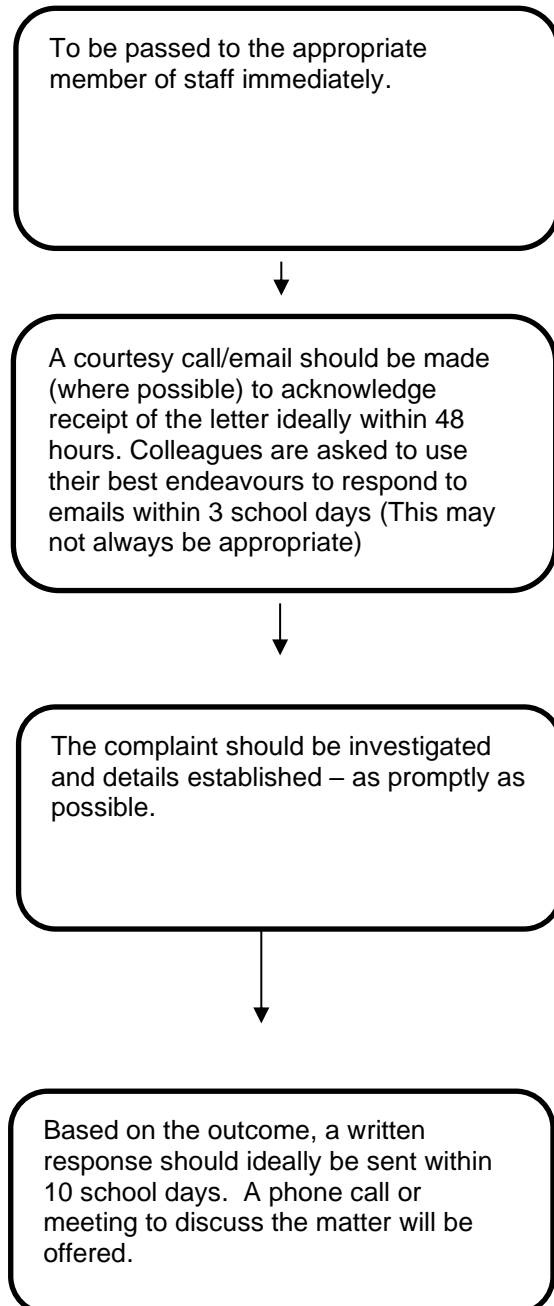 To be passed to the appropriate
member of staff immediately.
A courtesy call/email should be made
(where possible) to acknowledge
receipt of the letter ideally within 48
hours. Colleagues are asked to use
their best endeavours to respond to
emails within 3 school days (This may
not always be appropriate)
The complaint should be investigated
and details established – as promptly as
possible.
Based on the outcome, a written
response should ideally be sent within
10 school days.  A phone call or
meeting to discuss the matter will be
offered.